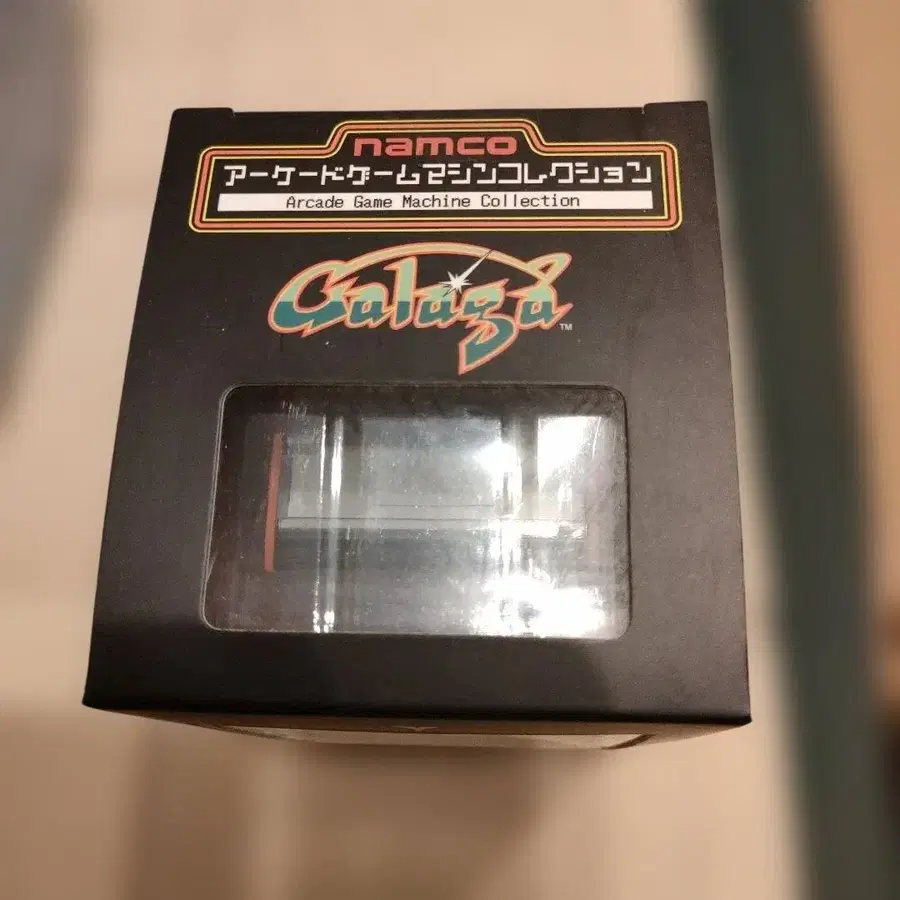 namco
アーケードゲームマシンコレクション
Arcade Game Machine Collection
Galaga
TM